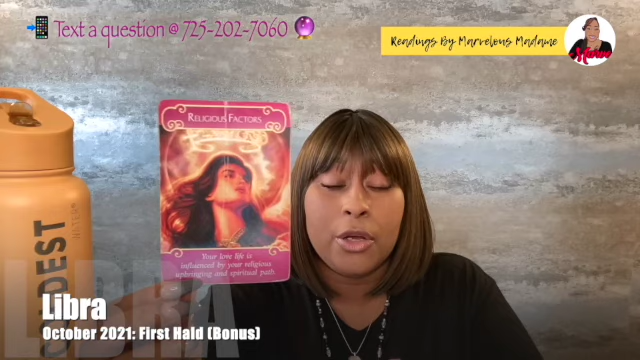 Text a question @ 725-202-7060
Readings By Marvelous Madame
Marve
RELIGIOUS FACTORS
Your love life is
influenced by your religious
upbringing and spiritual path.
LIBRA
Libra
October 2021: First Hald (Bonus)